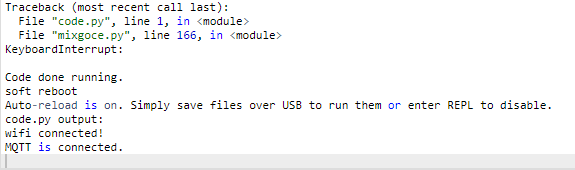 Traceback (most recent call last):
  File "code.py", line 1, in <module>
  File "mixgoce.py", line 166, in <module>
KeyboardInterrupt:

Code done running.
soft reboot
Auto-reload is on. Simply save files over USB to run them or enter REPL to disable.
code.py output:
wifi connected!
MQTT is connected.